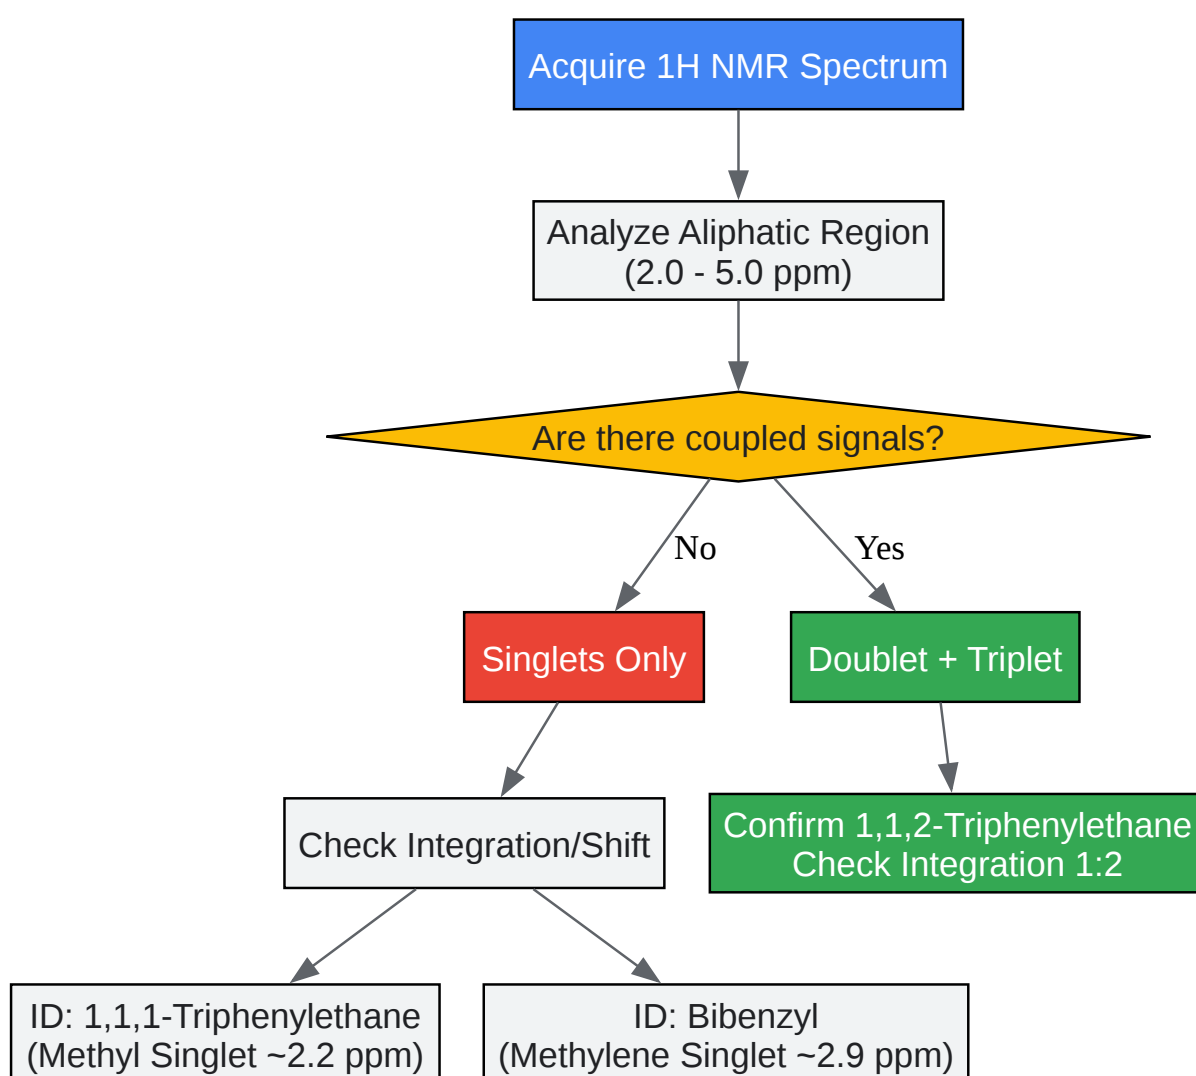 Acquire 1H NMR Spectrum
Analyze Aliphatic Region
(2.0 - 5.0 ppm)
Are there coupled signals?
No
Yes
Singlets Only
Doublet + Triplet
Check Integration/Shift
Confirm 1,1,2-Triphenylethane
Check Integration 1:2
ID: 1,1,1-Triphenylethane
(Methyl Singlet ~2.2 ppm)
ID: Bibenzyl
(Methylene Singlet ~2.9 ppm)